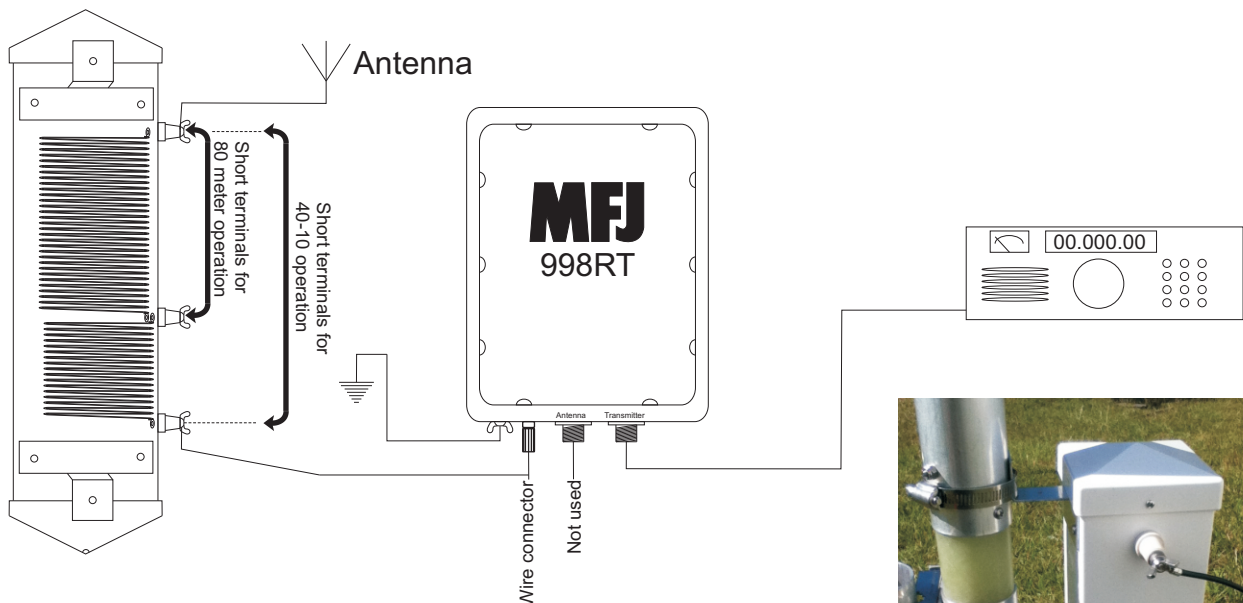 Antenna
Short terminals for
80 meter operation
Short terminals for
40-10 operation
MFJ
998RT
Antenna
Transmitter
Wire connector
Not used
00.000.00